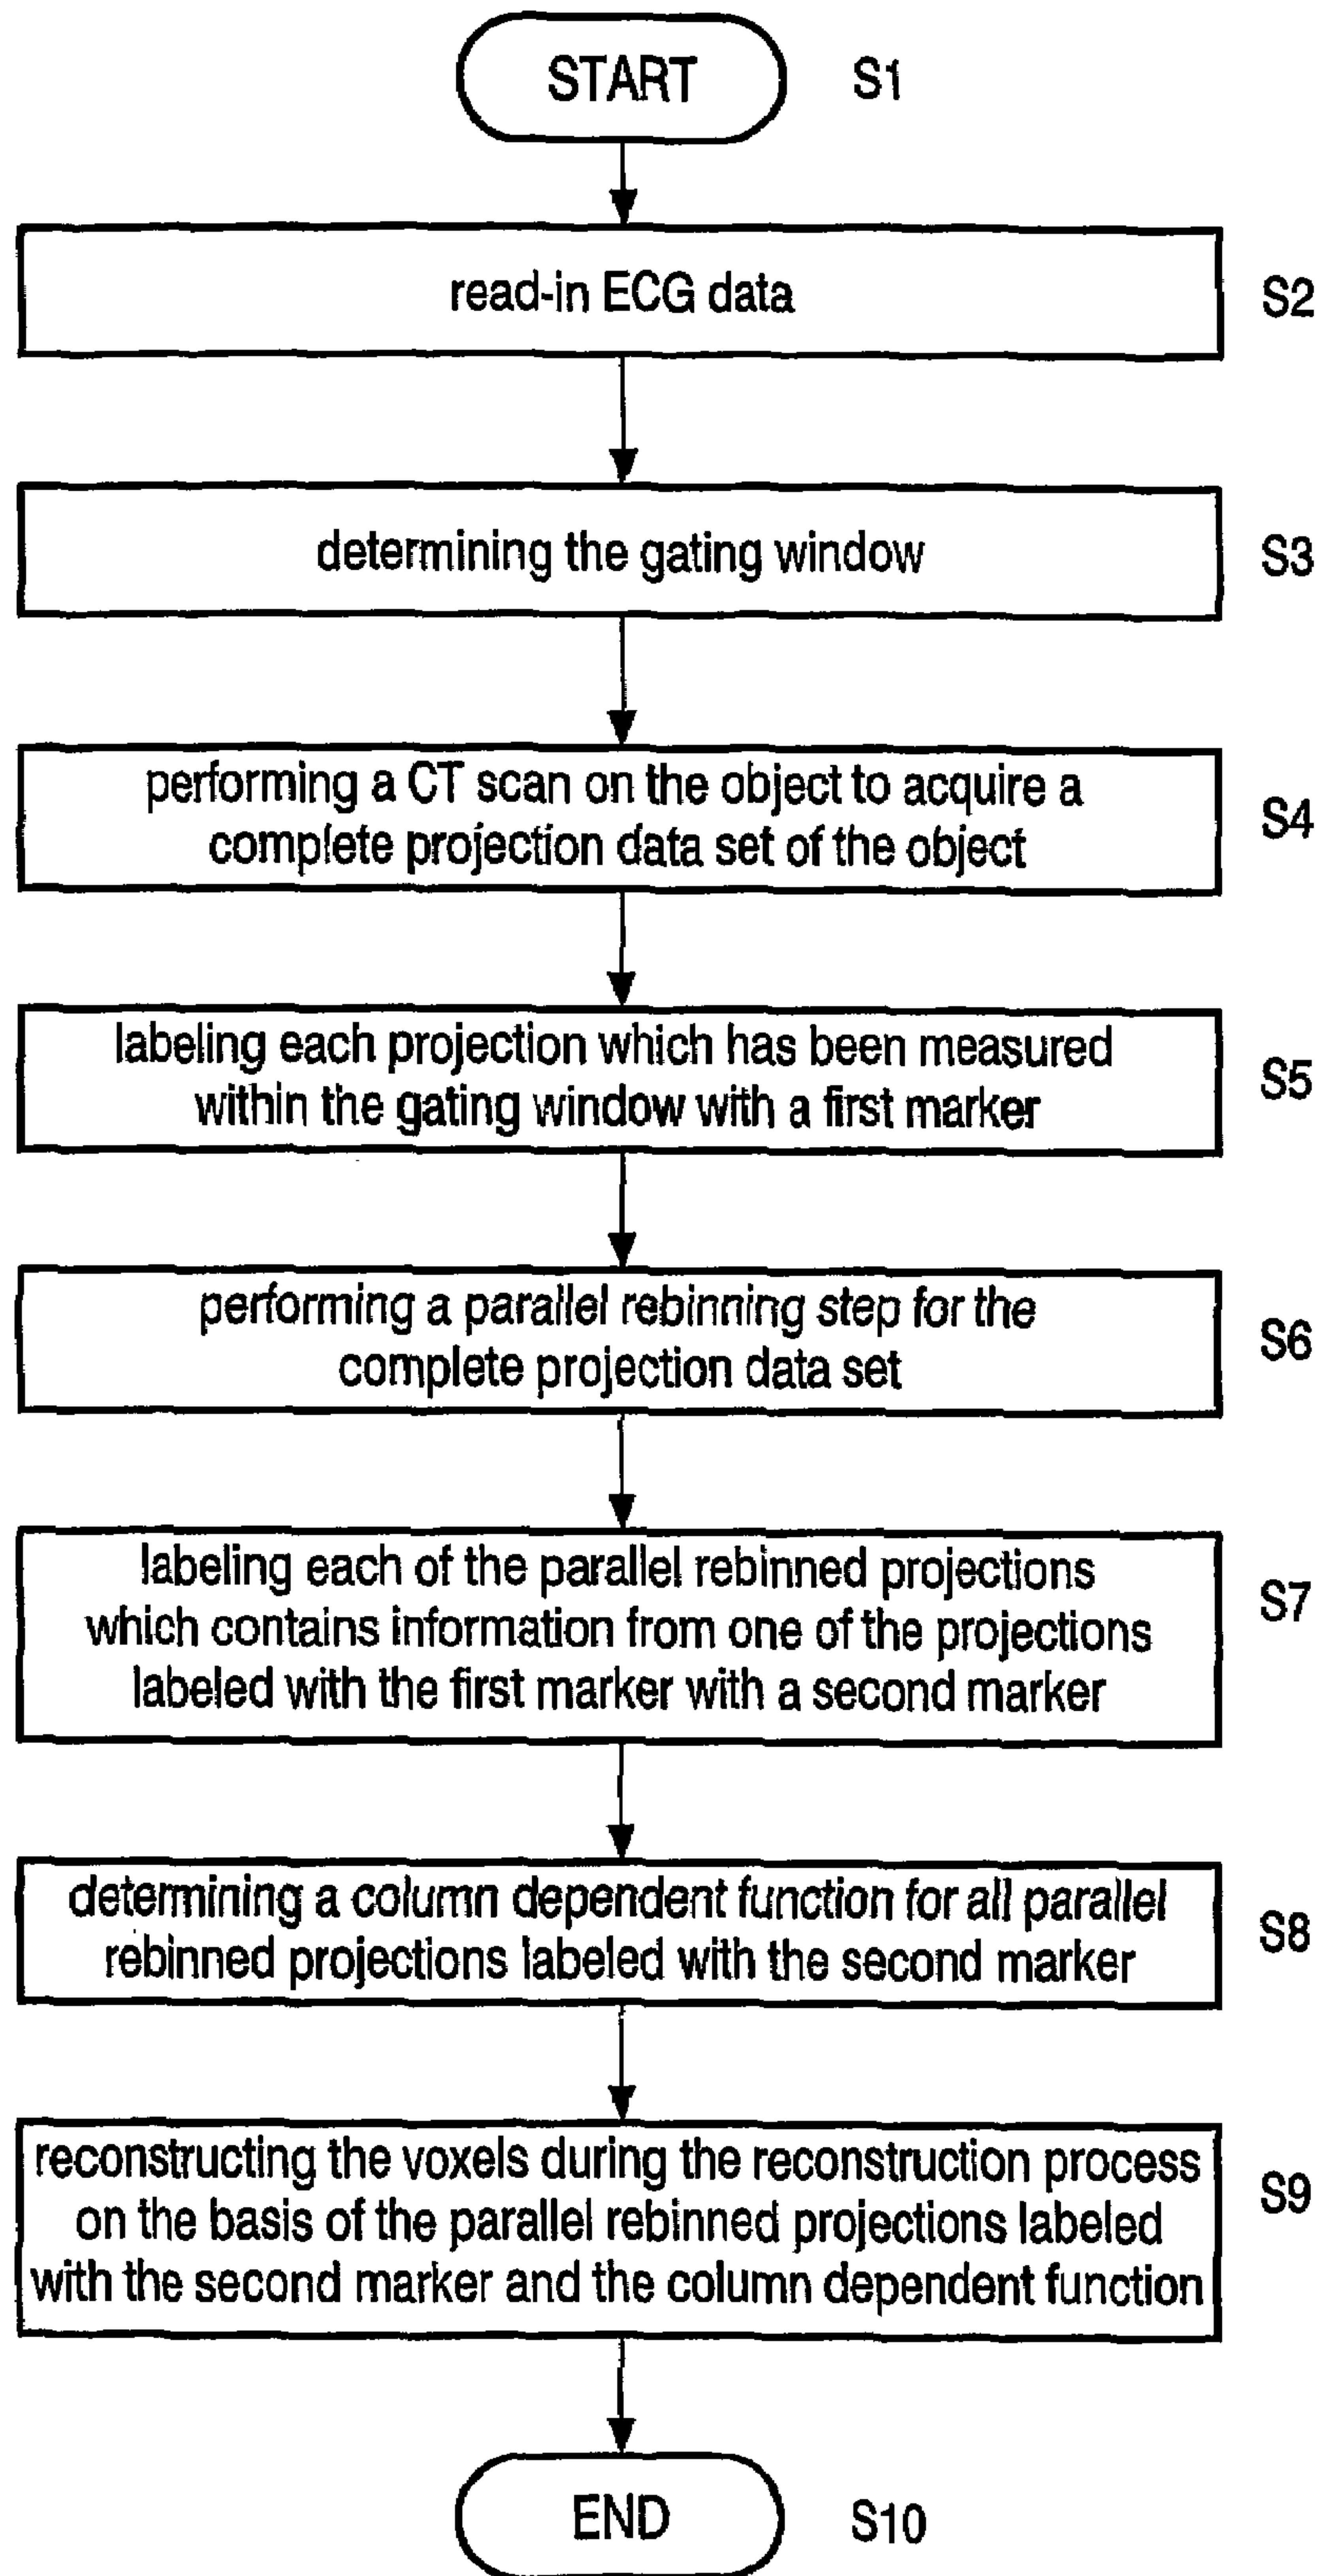 START S1
read-in ECG data S2
determining the gating window S3
performing a CT scan on the object to acquire a
complete projection data set of the object
S4
labeling each projection which has been measured
within the gating window with a first marker
S5
performing a parallel rebinning step for the
complete projection data set
S6
labeling each of the parallel rebinned projections
which contains information from one of the projections
labeled with the first marker with a second marker
S7
determining a column dependent function for all parallel
rebinned projections labeled with the second marker
S8
reconstructing the voxels during the reconstruction process
on the basis of the parallel rebinned projections labeled
with the second marker and the column dependent function
S9
END S10